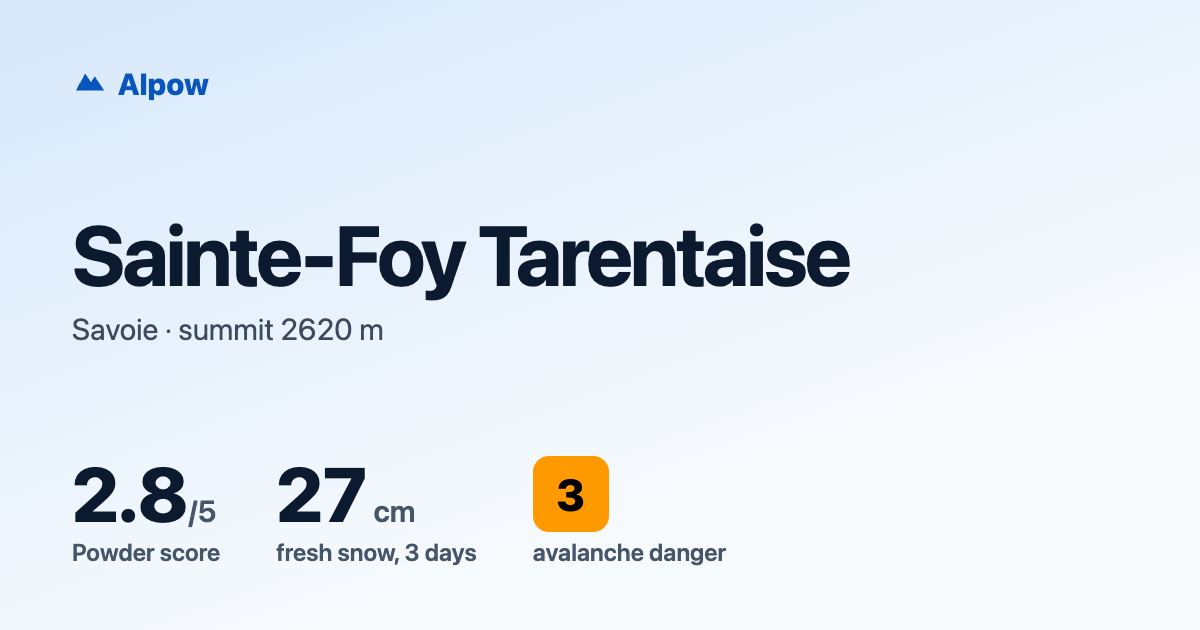 Alpow
Sainte-Foy Tarentaise
Savoie · summit 2620 m
2.8/5
Powder score
27 cm
fresh snow, 3 days
3
avalanche danger